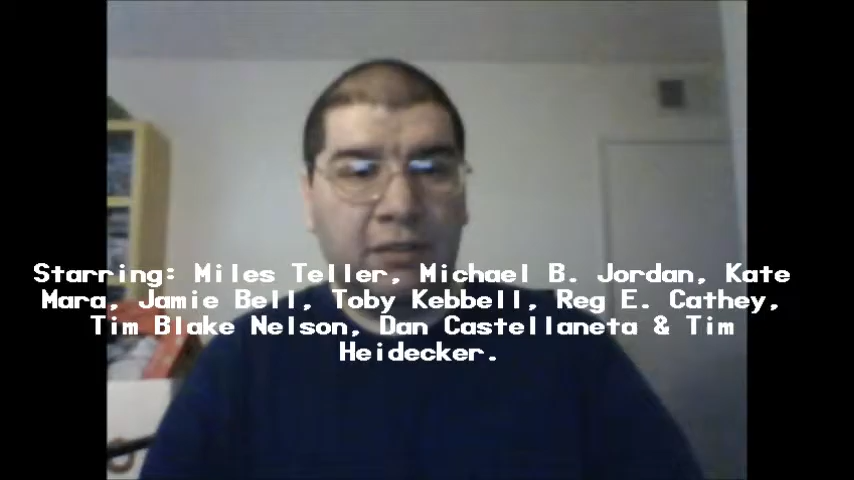 Starring: Miles Teller, Michael B. Jordan, Kate
Mara, Jamie Bell, Toby Kebbell, Reg E. Cathey,
Tim Blake Nelson, Dan Castellaneta & Tim
Heidecker.